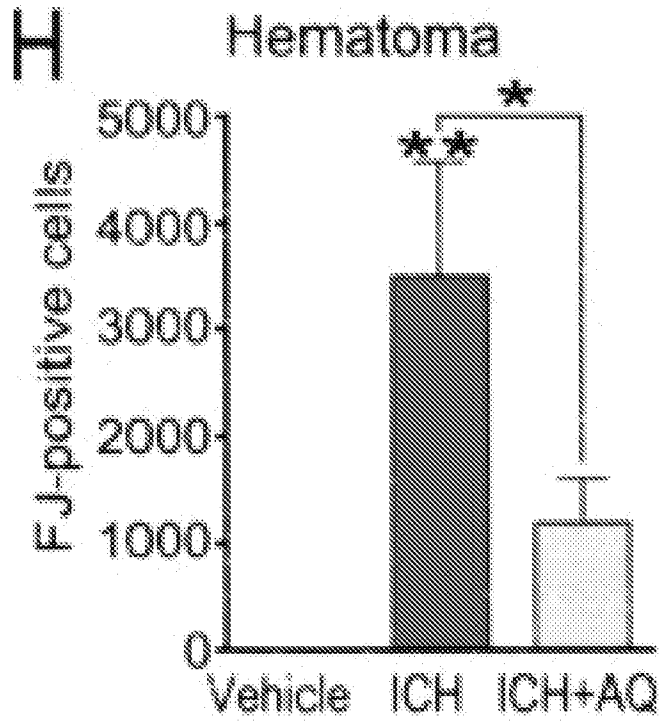 H
Hematoma
FJ-positive cells
5000
4000
3000
2000
1000
0
★
★★
Vehicle ICH ICH+AQ